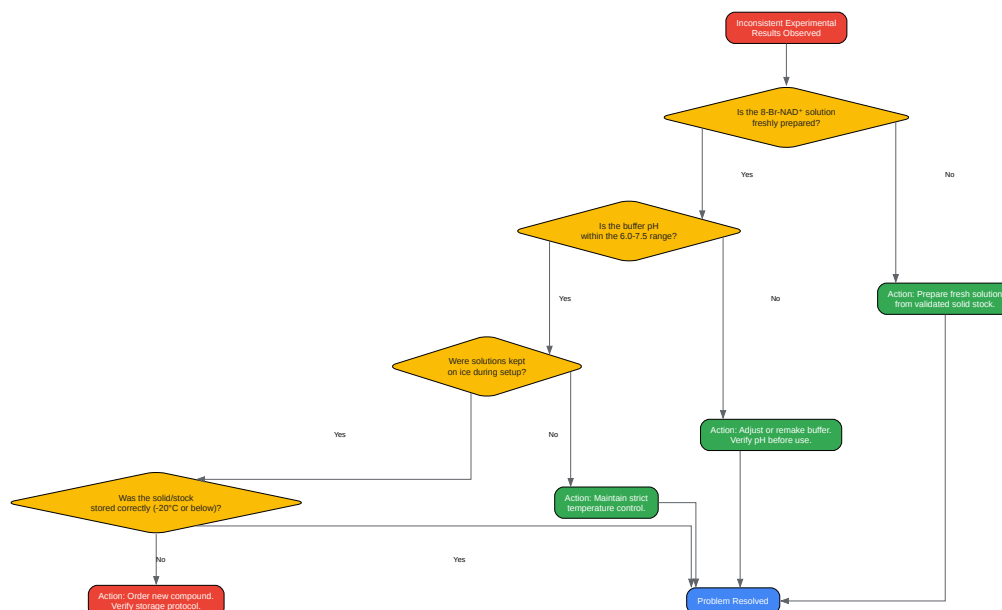 Inconsistent Experimental
Results Observed
Is the 8-Br-NAD⁺ solution
freshly prepared?
Yes
No
Is the buffer pH
within the 6.0-7.5 range?
Action: Prepare fresh solution
from validated solid stock.
Yes
No
Were solutions kept
on ice during setup?
Yes
No
Action: Adjust or remake buffer.
Verify pH before use.
Was the solid/stock
stored correctly (-20°C or below)?
Action: Maintain strict
temperature control.
No
Yes
Action: Order new compound.
Verify storage protocol.
Problem Resolved